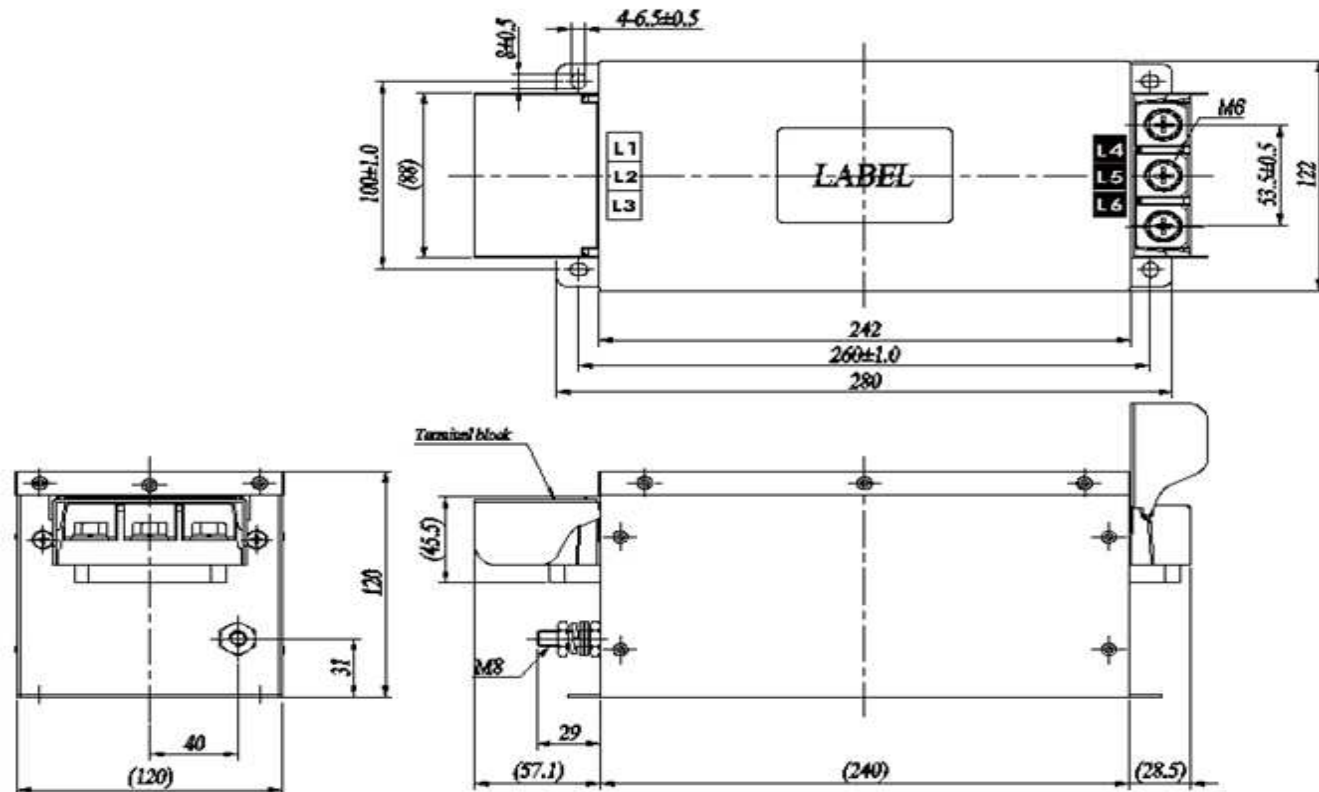 4-6.5±0.5
8±0.5
100±1.0
(88)
L1
L2
L3
LABEL
L4
L5
L6
M6
53.5±0.5
122
242
260±1.0
280
Terminal block
(45.5)
120
31
M8
29
40
(120)
(57.1)
(240)
(28.5)